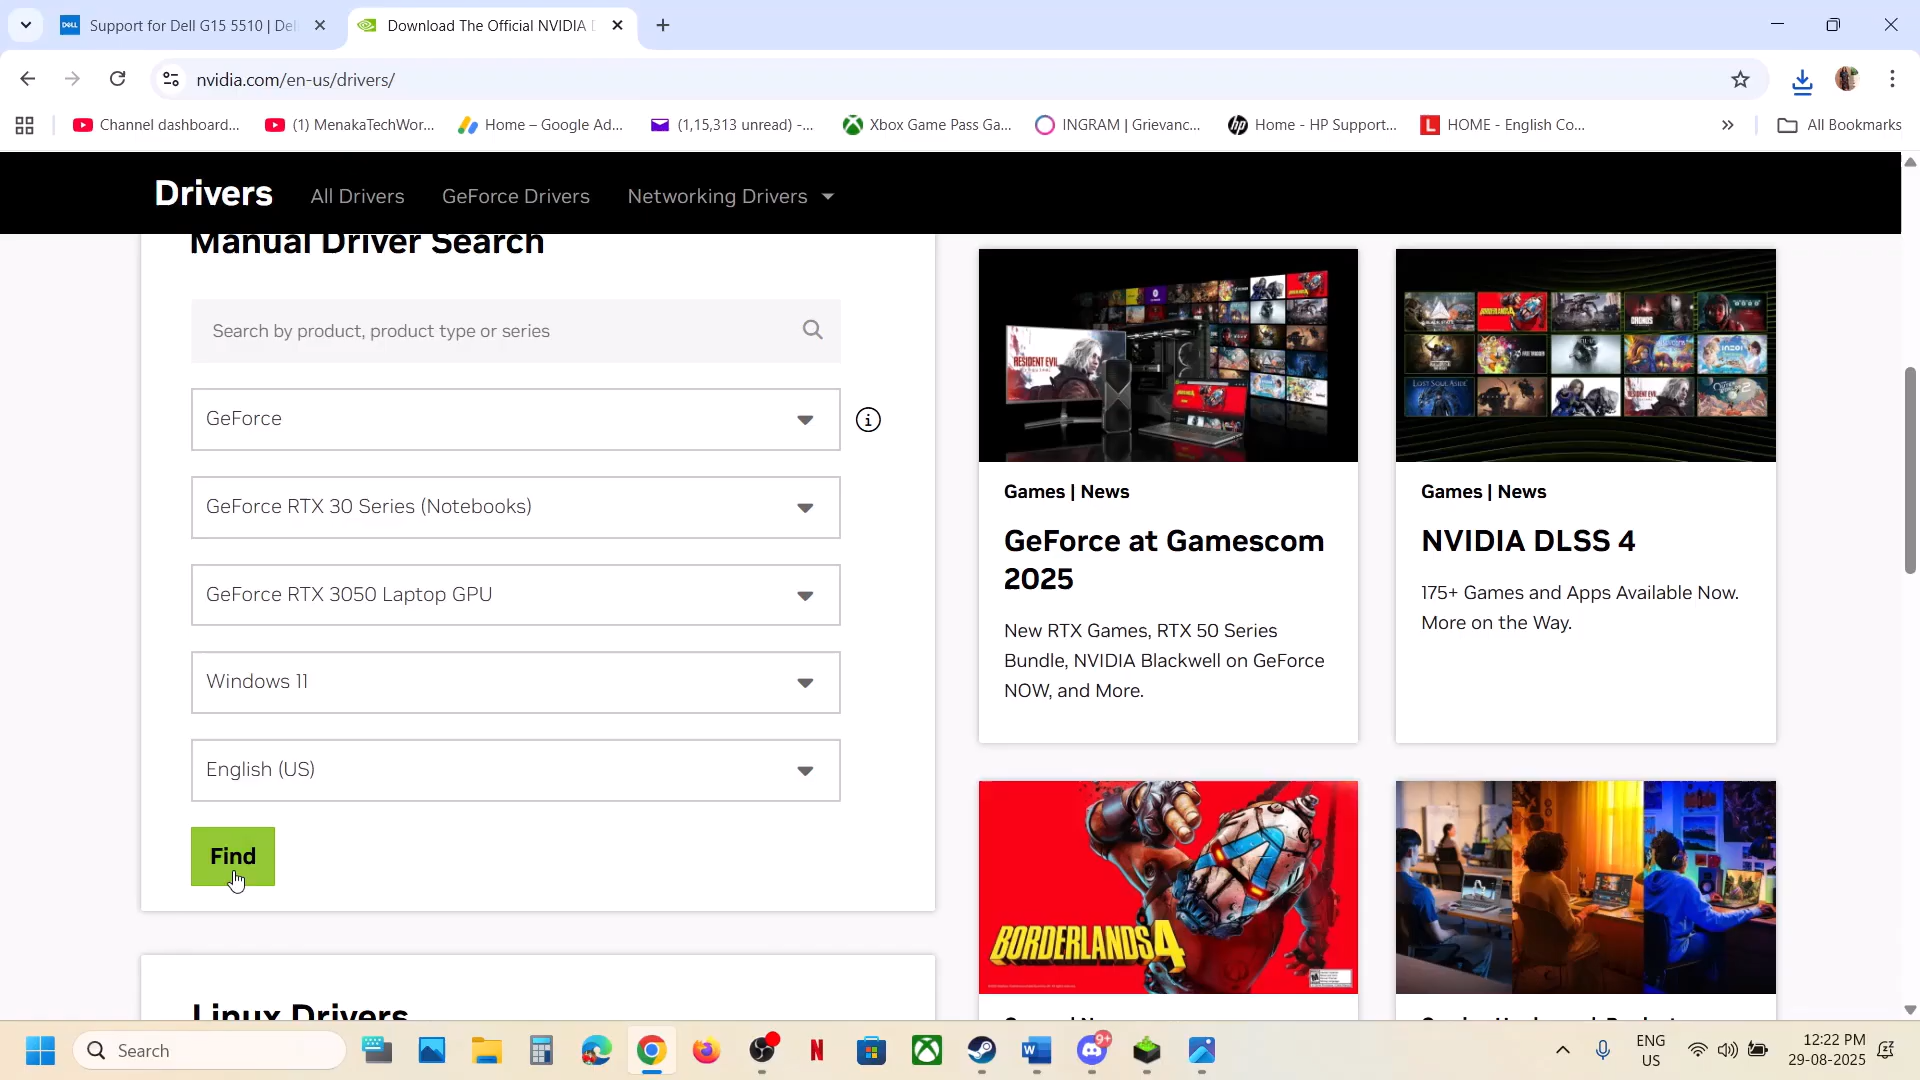 Support for Dell G15 5510 | Del
Download The Official NVIDIA D
nvidia.com/en-us/drivers/
Channel dashboard...
(1) MenakaTechWor...
Home – Google Ad...
(1,15,313 unread) -...
Xbox Game Pass Ga...
INGRAM | Grievanc...
Home - HP Support...
HOME - English Co...
All Bookmarks
Drivers
All Drivers
GeForce Drivers
Networking Drivers
Manual Driver Search
Search by product, product type or series
GeForce
GeForce RTX 30 Series (Notebooks)
GeForce RTX 3050 Laptop GPU
Windows 11
English (US)
Find
Linux Drivers
Games | News
GeForce at Gamescom
2025
New RTX Games, RTX 50 Series
Bundle, NVIDIA Blackwell on GeForce
NOW, and More.
Games | News
NVIDIA DLSS 4
175+ Games and Apps Available Now.
More on the Way.
BORDERLANDS 4
Search
9+
ENG
US
12:22 PM
29-08-2025